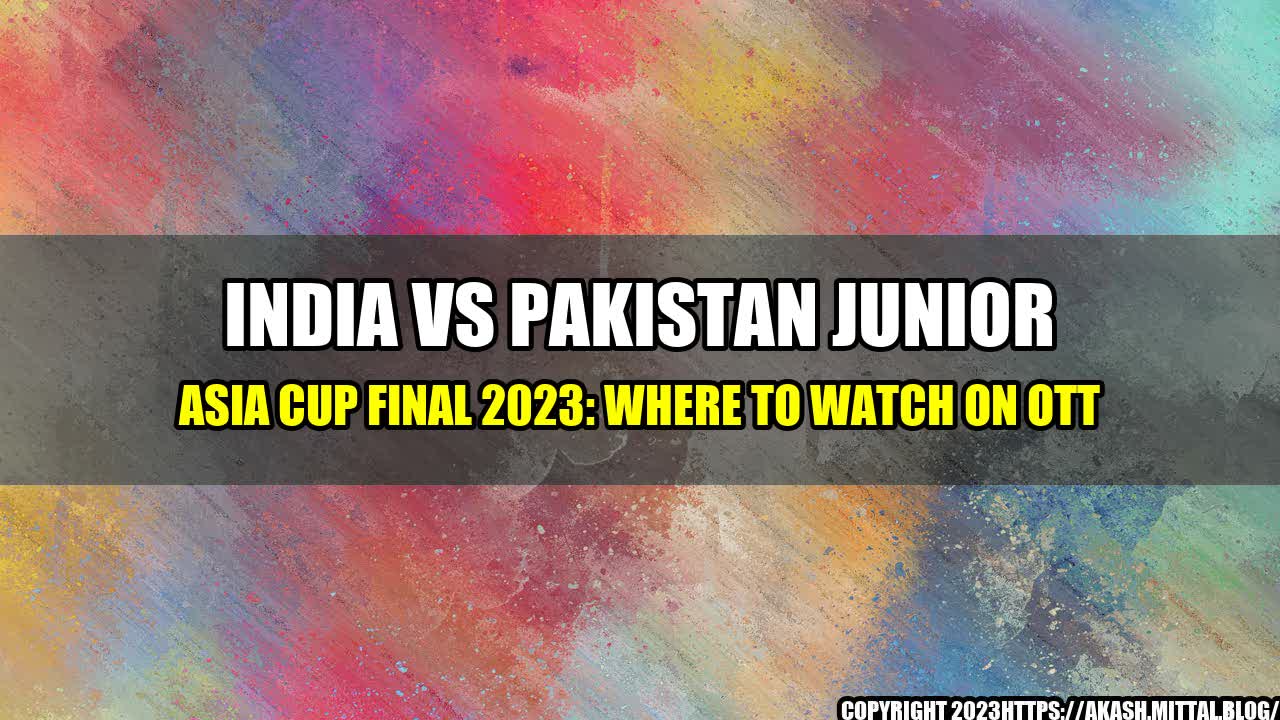 INDIA VS PAKISTAN JUNIOR
ASIA CUP FINAL 2023: WHERE TO WATCH ON OTT
COPYRIGHT 2023HTTPS://AKASH.MITTAL.BLOG/